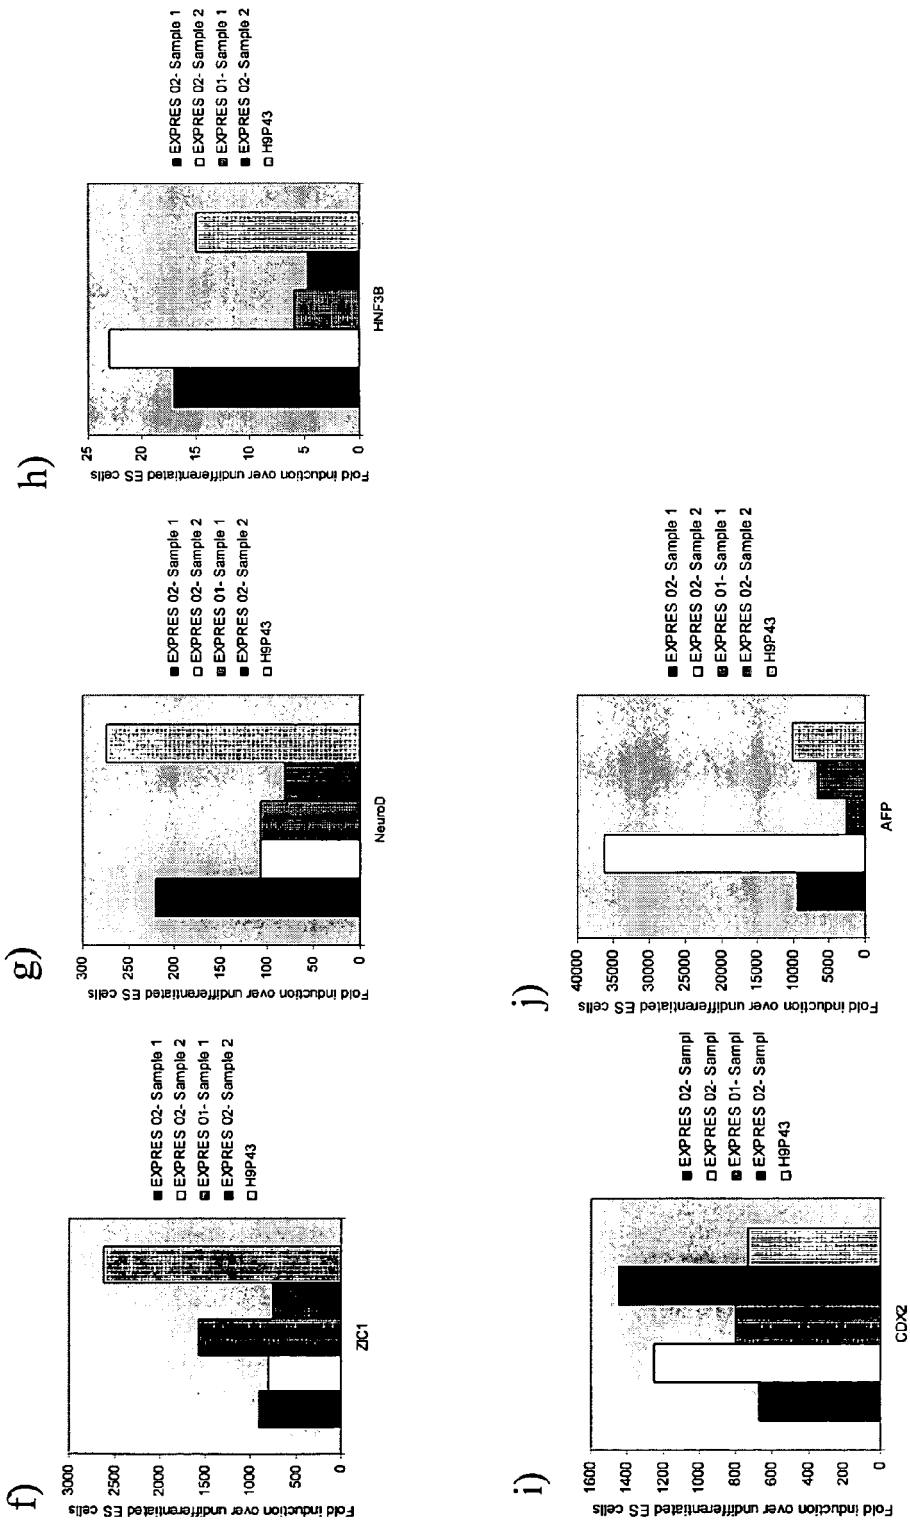 f)
Fold induction over undifferentiated ES cells
3000
2500
2000
1500
1000
500
0
ZIC1
EXPRES 02- Sample 1
EXPRES 02- Sample 2
EXPRES 01- Sample 1
EXPRES 02- Sample 2
H9P43
g)
Fold induction over undifferentiated ES cells
300
250
200
150
100
50
0
NeuroD
EXPRES 02- Sample 1
EXPRES 02- Sample 2
EXPRES 01- Sample 1
EXPRES 02- Sample 2
H9P43
h)
Fold induction over undifferentiated ES cells
25
20
15
10
5
0
HNF3B
EXPRES 02- Sample 1
EXPRES 02- Sample 2
EXPRES 01- Sample 1
EXPRES 02- Sample 2
H9P43
i)
Fold induction over undifferentiated ES cells
1600
1400
1200
1000
800
600
400
200
0
CDX2
EXPRES 02- Sampl
EXPRES 02- Sampl
EXPRES 01- Sampl
EXPRES 02- Sampl
H9P43
j)
Fold induction over undifferentiated ES cells
40000
35000
30000
25000
20000
15000
10000
5000
0
AFP
EXPRES 02- Sample 1
EXPRES 02- Sample 2
EXPRES 01- Sample 1
EXPRES 02- Sample 2
H9P43